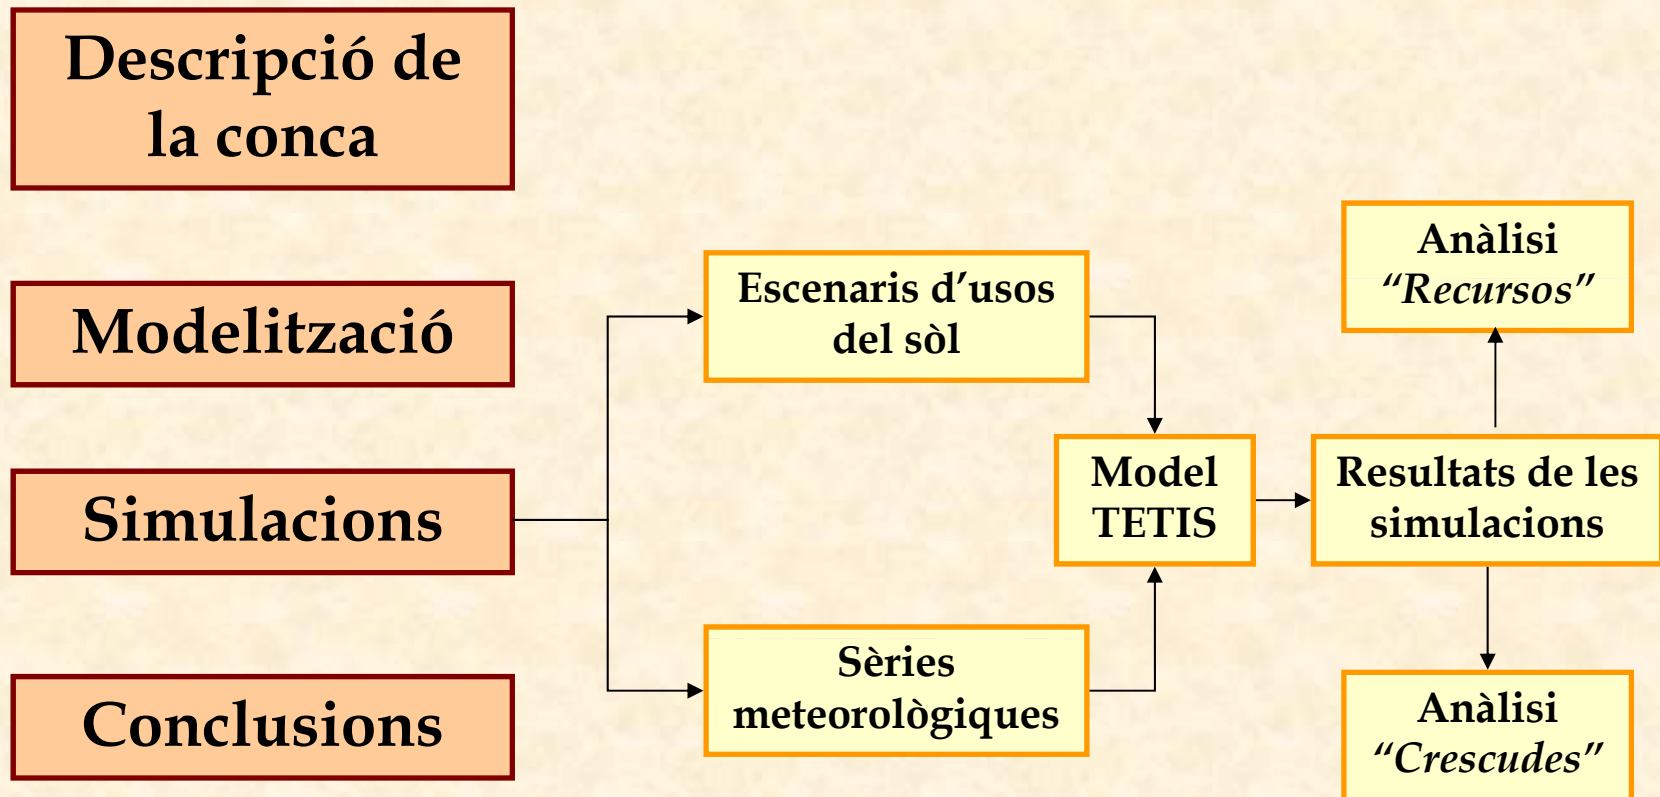 Descripció de
la conca
Modelització
Simulacions
Conclusions
Escenaris d’usos
del sòl
Sèries
meteorològiques
Model
TETIS
Resultats de les
simulacions
Anàlisi
“Recursos”
Anàlisi
“Crescudes”